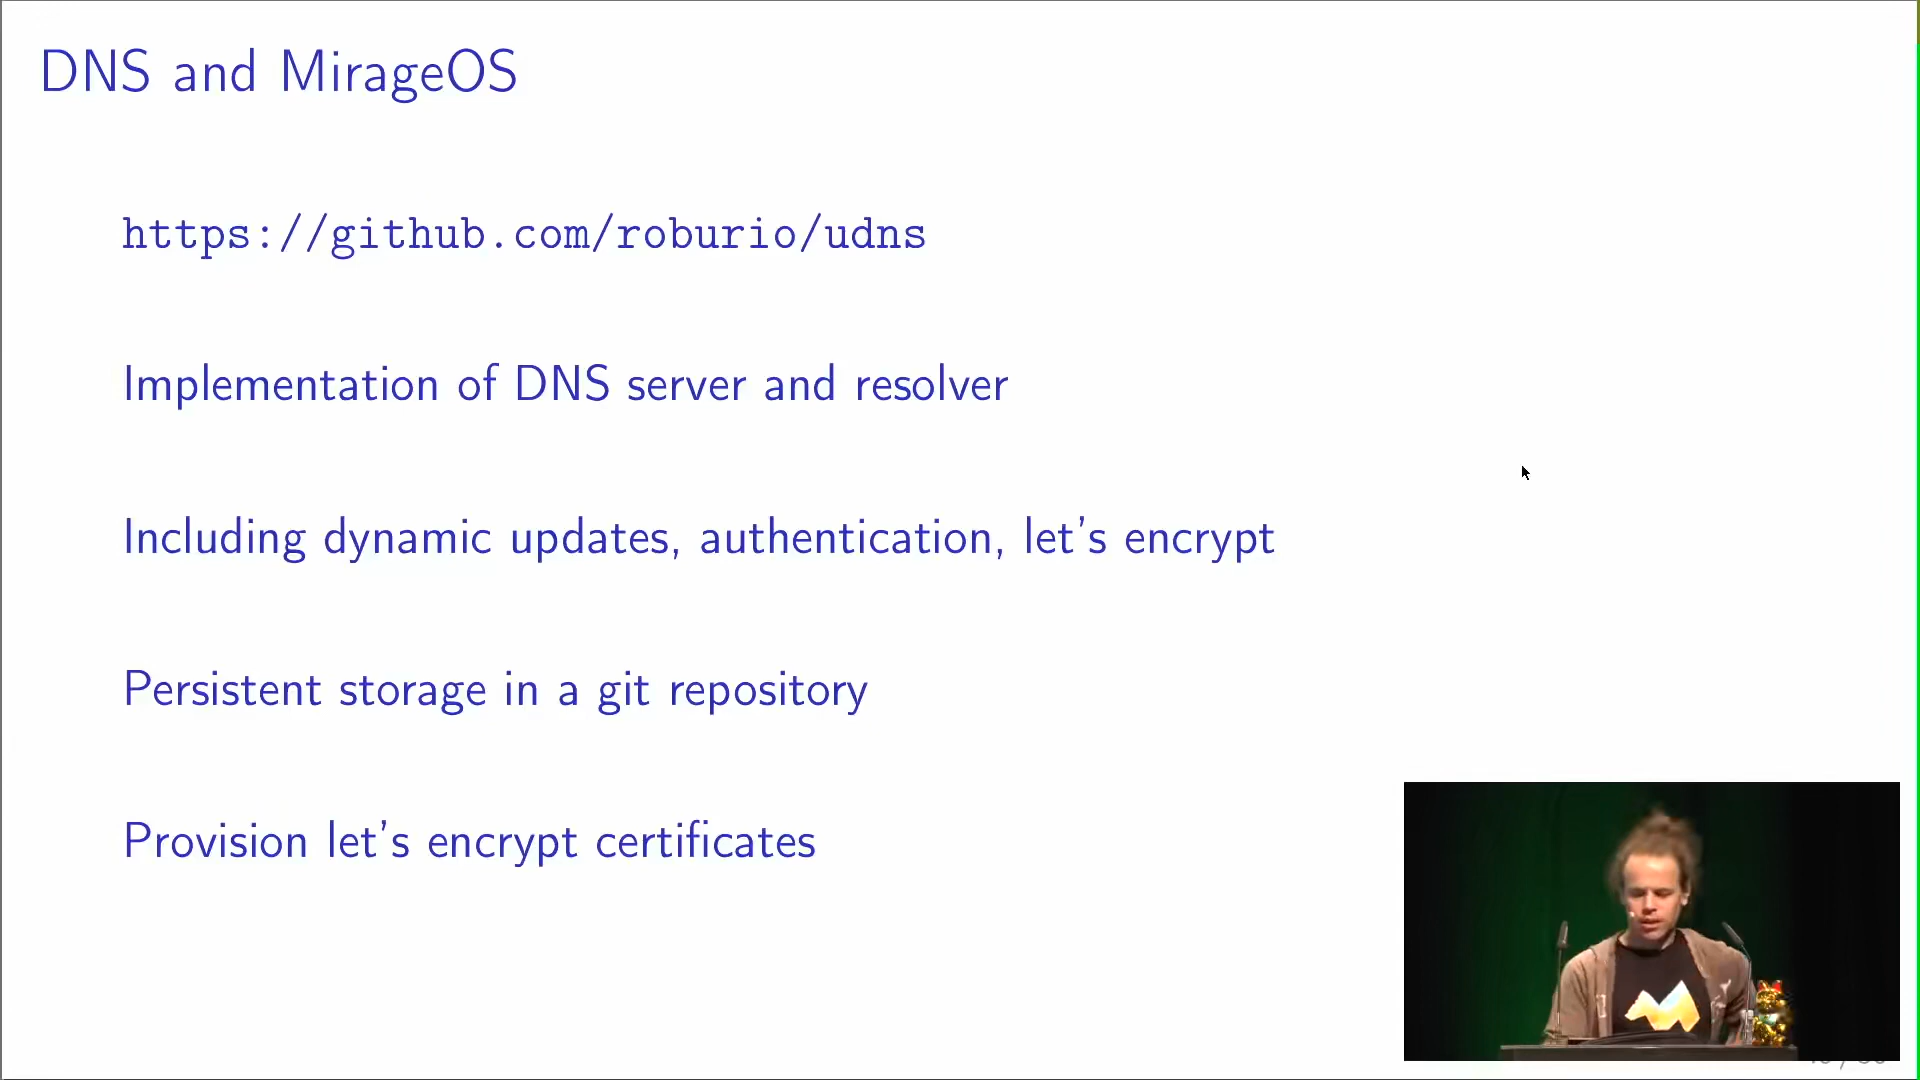 DNS and MirageOS
https://github.com/roburio/udns
Implementation of DNS server and resolver
Including dynamic updates, authentication, let's encrypt
Persistent storage in a git repository
Provision let's encrypt certificates